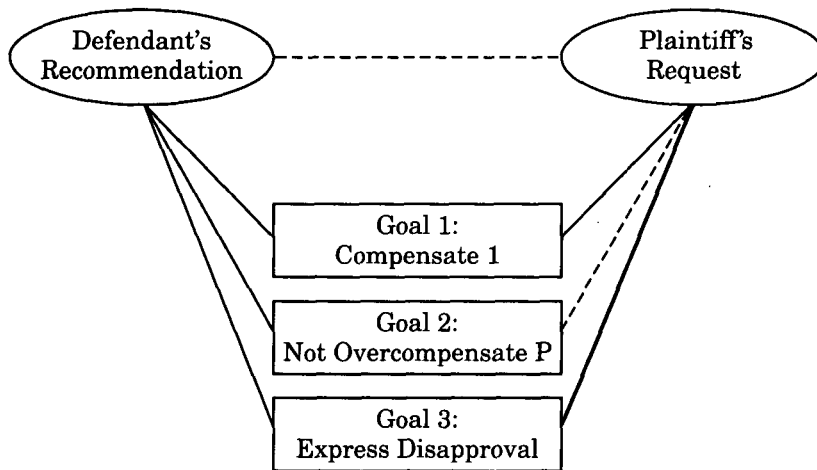 Defendant's
Recommendation
Plaintiff's
Request
Goal 1:
Compensate 1
Goal 2:
Not Overcompensate P
Goal 3:
Express Disapproval